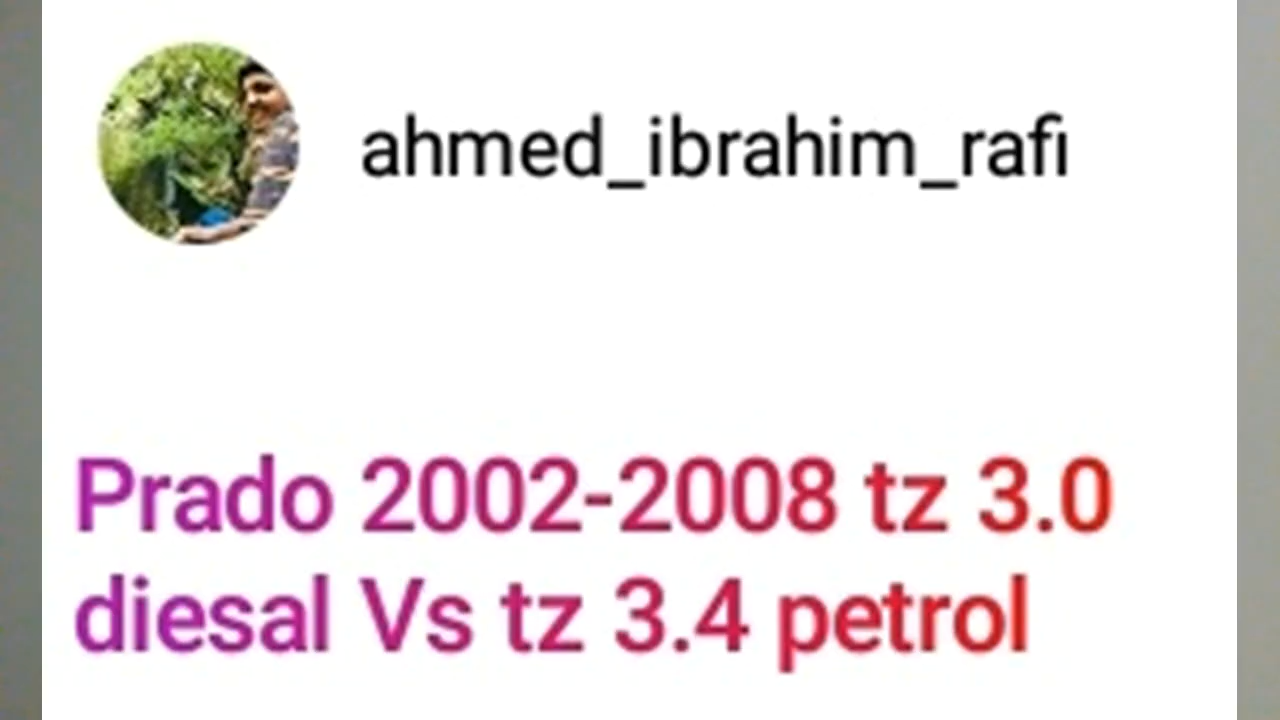 ahmed_ibrahim_rafi
Prado 2002-2008 tz 3.0
diesal Vs tz 3.4 petrol